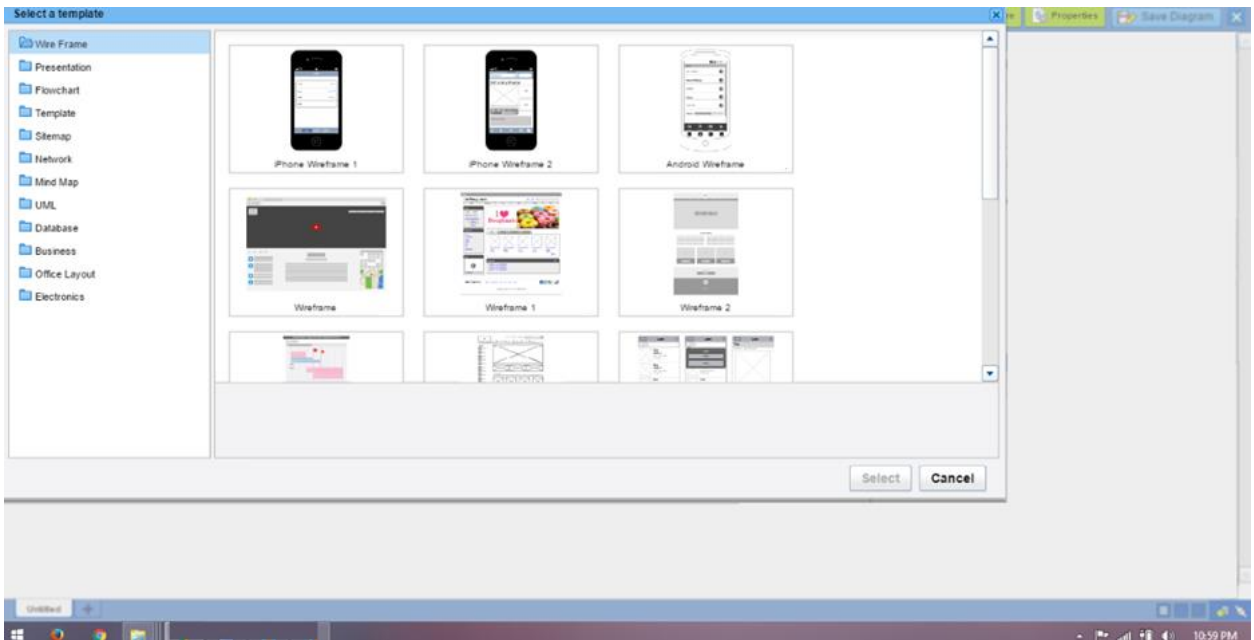 Select a template
re
Properties
Save Diagram
Wire Frame
Presentation
Flowchart
Template
Sitemap
Network
Mind Map
UML
Database
Business
Office Layout
Electronics
iPhone Wireframe 1
iPhone Wireframe 2
Android Wireframe
Wireframe
Wireframe 1
Wireframe 2
Select
Cancel
Untitled
10:59 PM